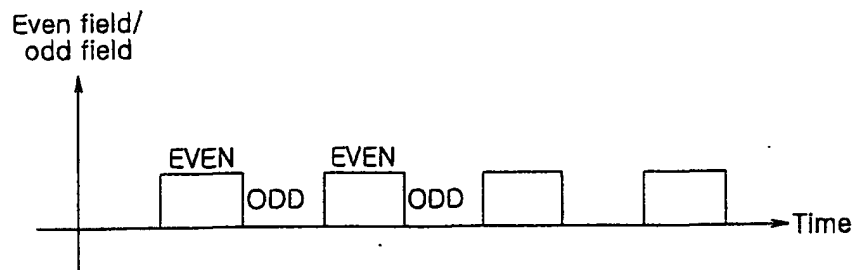 Even field/
odd field
EVEN
EVEN
ODD
ODD
Time